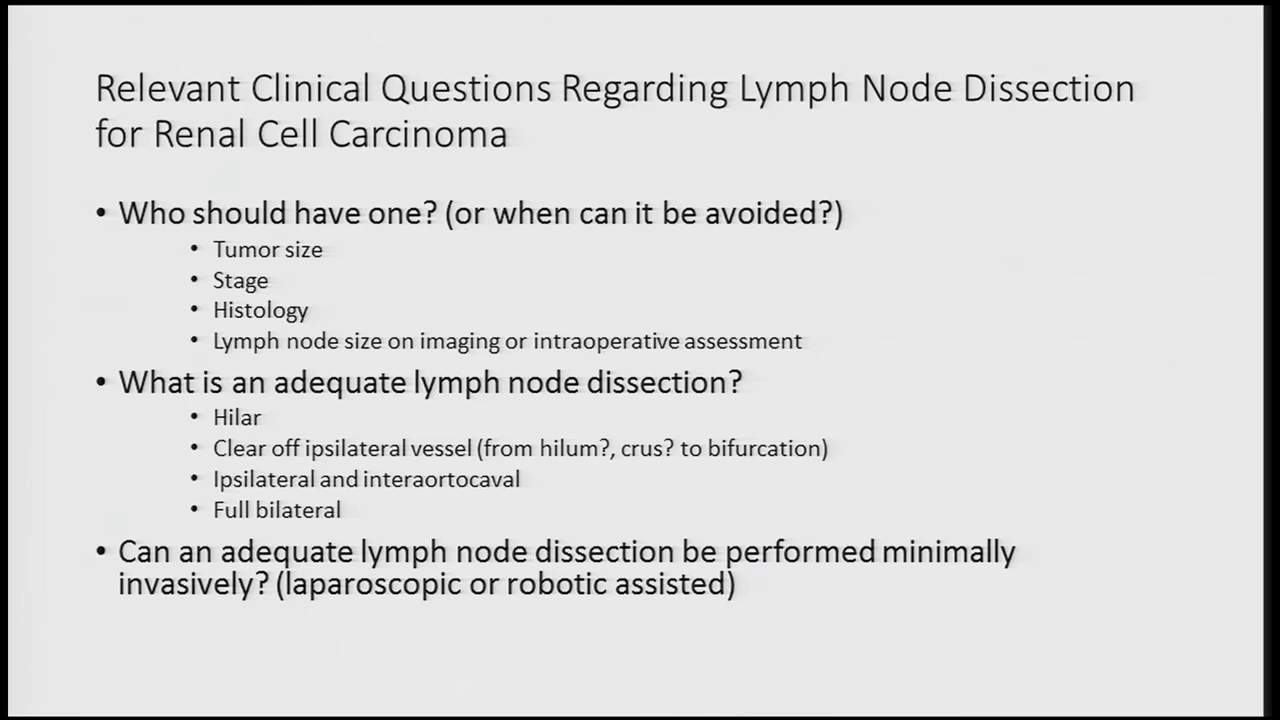 Relevant Clinical Questions Regarding Lymph Node Dissection
for Renal Cell Carcinoma
• Who should have one? (or when can it be avoided?)
• Tumor size
• Stage
• Histology
• Lymph node size on imaging or intraoperative assessment
• What is an adequate lymph node dissection?
• Hilar
• Clear off ipsilateral vessel (from hilum?, crus? to bifurcation)
• Ipsilateral and interaortocaval
• Full bilateral
• Can an adequate lymph node dissection be performed minimally
invasively? (laparoscopic or robotic assisted)